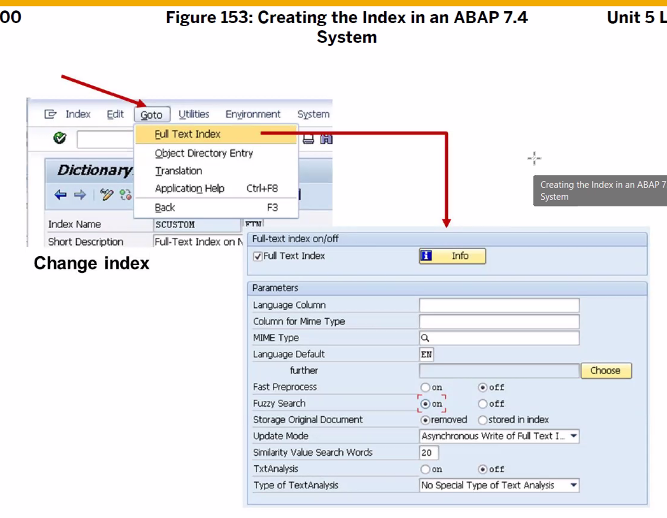 00
Figure 153: Creating the Index in an ABAP 7.4
System
Unit 5 L
Index Edit Goto Utilities Environment System
Full Text Index
Object Directory Entry
Translation
Application Help Ctrl+F8
Back F3
Dictionary
Index Name SCUSTOM FTN
Short Description Full-Text Index on N
Change index
Creating the Index in an ABAP 7
System
Full-text index on/off
Full Text Index
Info
Parameters
Language Column
Column for Mime Type
MIME Type
Language Default EN
further Choose
Fast Preprocess on off
Fuzzy Search on off
Storage Original Document removed stored in index
Update Mode Asynchronous Write of Full Text I...
Similarity Value Search Words 20
TxtAnalysis on off
Type of TextAnalysis No Special Type of Text Analysis